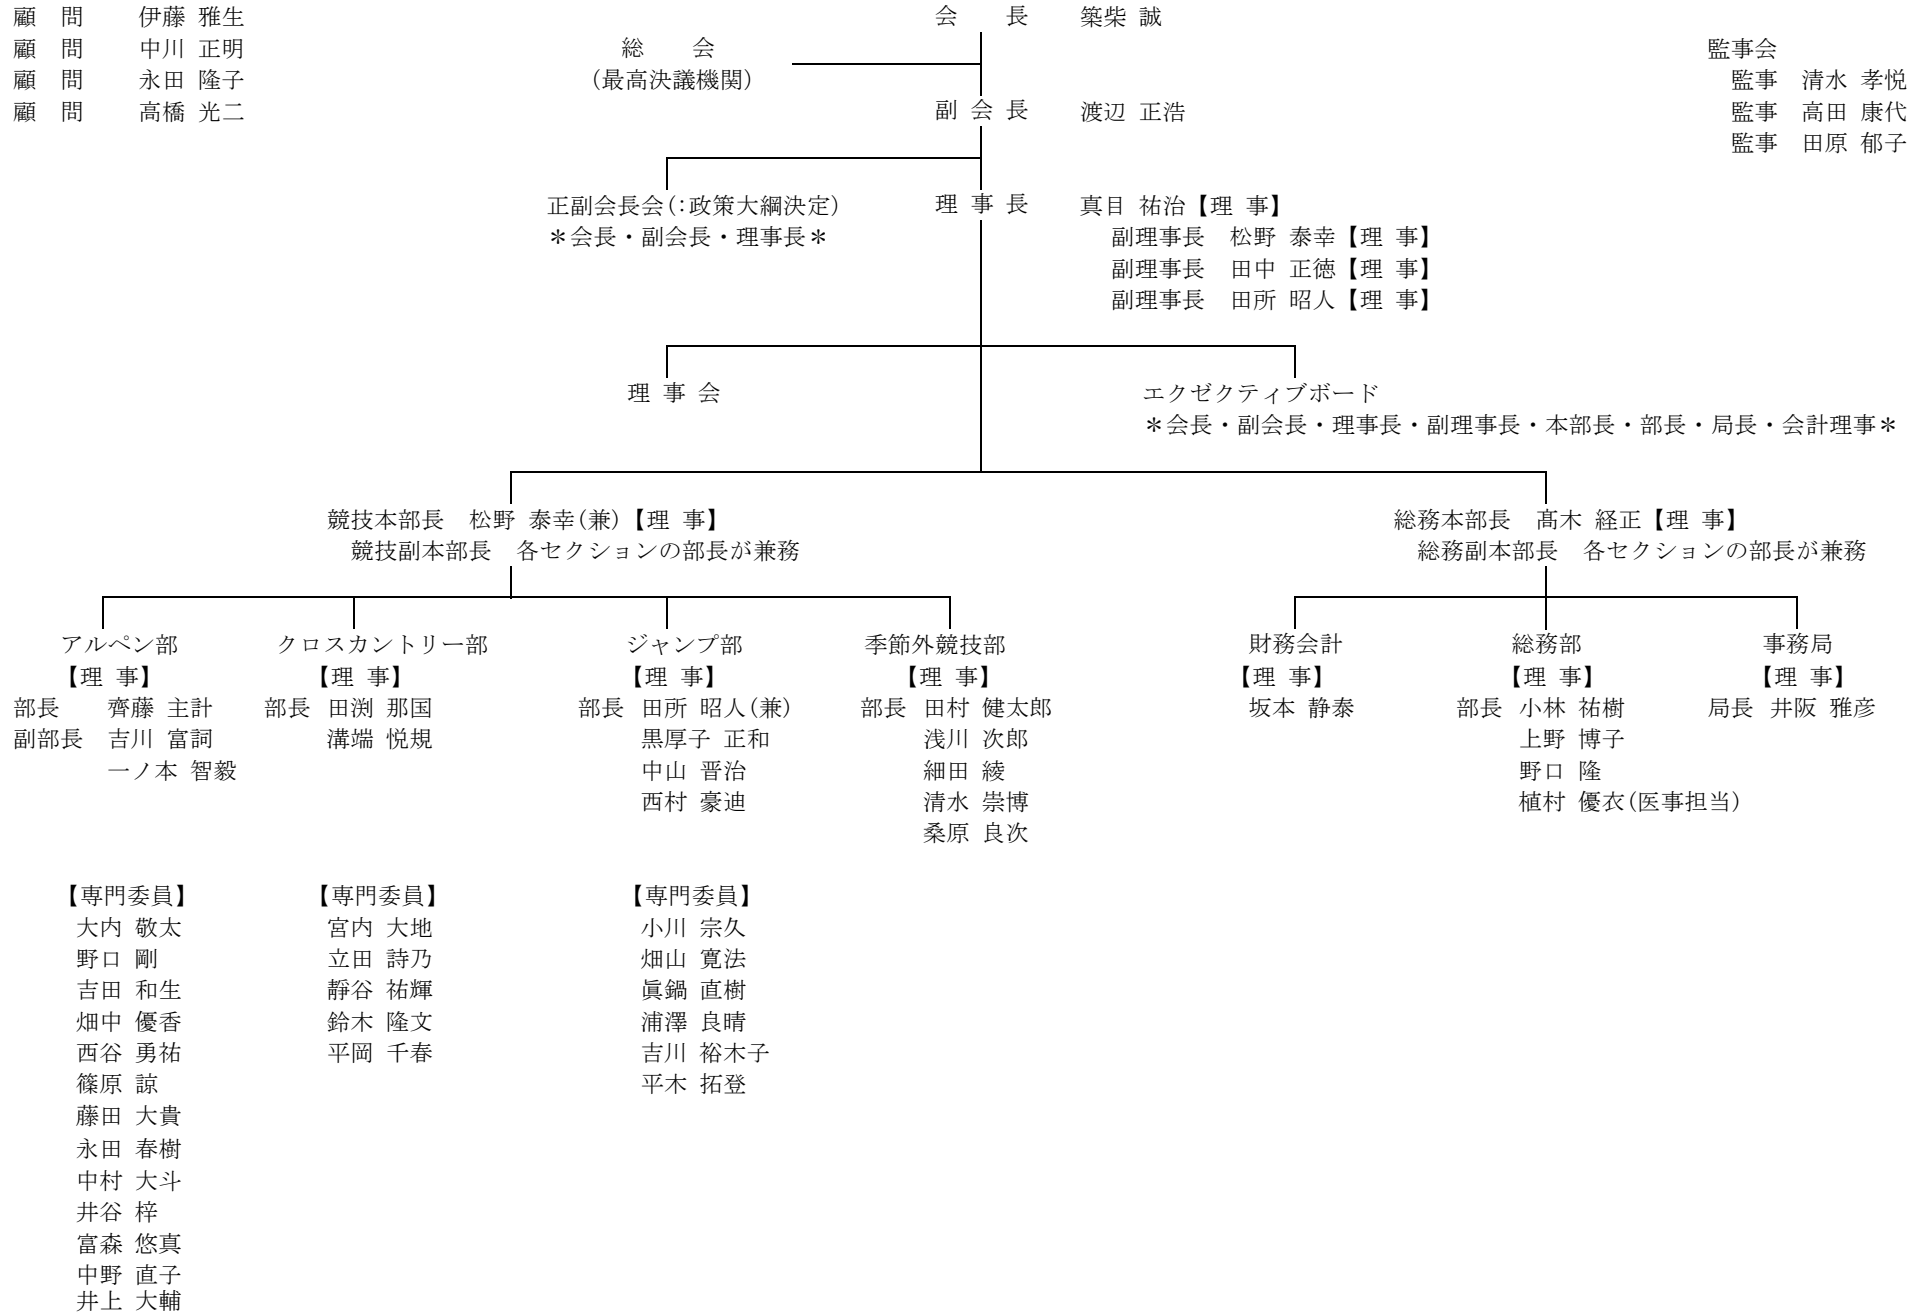 顧　問　　伊藤 雅生
顧　問　　中川 正明
顧　問　　永田 隆子
顧　問　　高橋 光二
会　　長　　築柴 誠
総　　会
(最高決議機関)
副 会 長　　渡辺 正浩
監事会
監事　清水 孝悦
監事　高田 康代
監事　田原 郁子
正副会長会(:政策大綱決定)
＊会長・副会長・理事長＊
理 事 長　　真目 祐治【理 事】
副理事長　松野 泰幸【理 事】
副理事長　田中 正徳【理 事】
副理事長　田所 昭人【理 事】
理 事 会
エクゼクティブボード
＊会長・副会長・理事長・副理事長・本部長・部長・局長・会計理事＊
競技本部長　松野 泰幸(兼)【理 事】
競技副本部長　各セクションの部長が兼務
総務本部長　髙木 経正【理 事】
総務副本部長　各セクションの部長が兼務
アルペン部
【理 事】
部長　　齊藤 主計
副部長　吉川 富詞
一ノ本 智毅
【専門委員】
大内 敬太
野口 剛
吉田 和生
畑中 優香
西谷 勇祐
篠原 諒
藤田 大貴
永田 春樹
中村 大斗
井谷 梓
富森 悠真
中野 直子
井上 大輔
クロスカントリー部
【理 事】
部長　田渕 那国
溝端 悦規
【専門委員】
宮内 大地
立田 詩乃
靜谷 祐輝
鈴木 隆文
平岡 千春
ジャンプ部
【理 事】
部長　田所 昭人(兼)
黒厚子 正和
中山 晋治
西村 豪迪
【専門委員】
小川 宗久
畑山 寛法
眞鍋 直樹
浦澤 良晴
吉川 裕木子
平木 拓登
季節外競技部
【理 事】
部長　田村 健太郎
浅川 次郎
細田 綾
清水 崇博
桑原 良次
財務会計
【理 事】
坂本 静泰
総務部
【理 事】
部長　小林 祐樹
上野 博子
野口 隆
植村 優衣(医事担当)
事務局
【理 事】
局長　井阪 雅彦